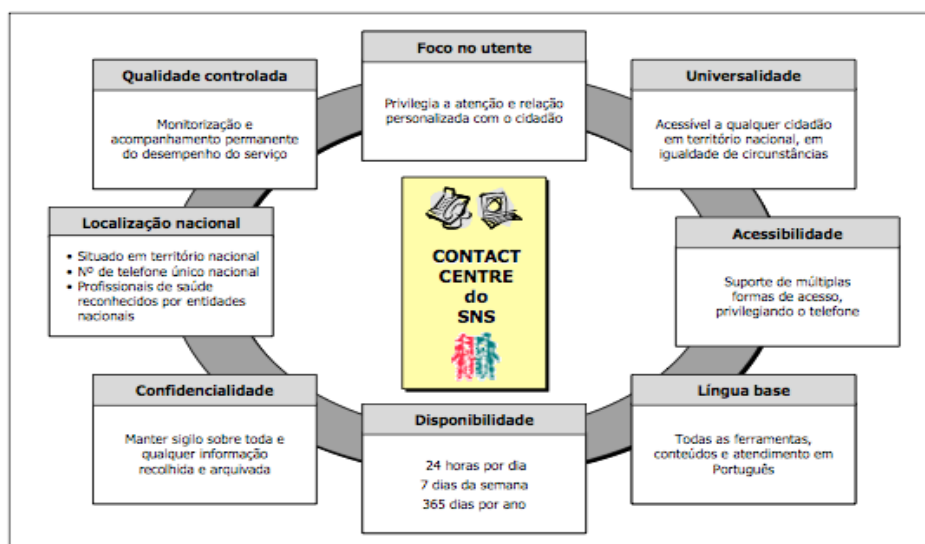 Foco no utente
Privilegia a atenção e relação
personalizada com o cidadão
Universalidade
Acessível a qualquer cidadão
em território nacional, em
igualdade de circunstâncias
Acessibilidade
Suporte de múltiplas
formas de acesso,
privilegiando o telefone
Língua base
Todas as ferramentas,
conteúdos e atendimento em
Português
Disponibilidade
24 horas por dia
7 dias da semana
365 dias por ano
Confidencialidade
Manter sigilo sobre toda e
qualquer informação
recolhida e arquivada
Localização nacional
• Situado em território nacional
• Nº de telefone único nacional
• Profissionais de saúde
reconhecidos por entidades
nacionais
Qualidade controlada
Monitorização e
acompanhamento permanente
do desempenho do serviço
CONTACT
CENTRE
do
SNS